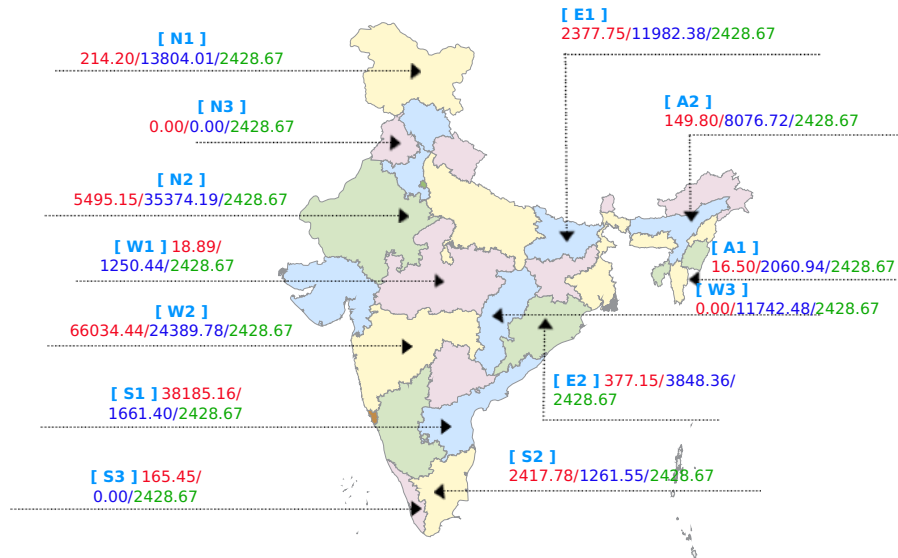 [ N1 ]
214.20/13804.01/2428.67
[ N3 ]
0.00/0.00/2428.67
[ N2 ]
5495.15/35374.19/2428.67
[ W1 ] 18.89/
1250.44/2428.67
[ W2 ]
66034.44/24389.78/2428.67
[ S1 ] 38185.16/
1661.40/2428.67
[ S3 ] 165.45/
0.00/2428.67
[ E1 ]
2377.75/11982.38/2428.67
[ A2 ]
149.80/8076.72/2428.67
[ A1 ]
16.50/2060.94/2428.67
[ W3 ]
0.00/11742.48/2428.67
[ E2 ] 377.15/3848.36/
2428.67
[ S2 ]
2417.78/1261.55/2428.67